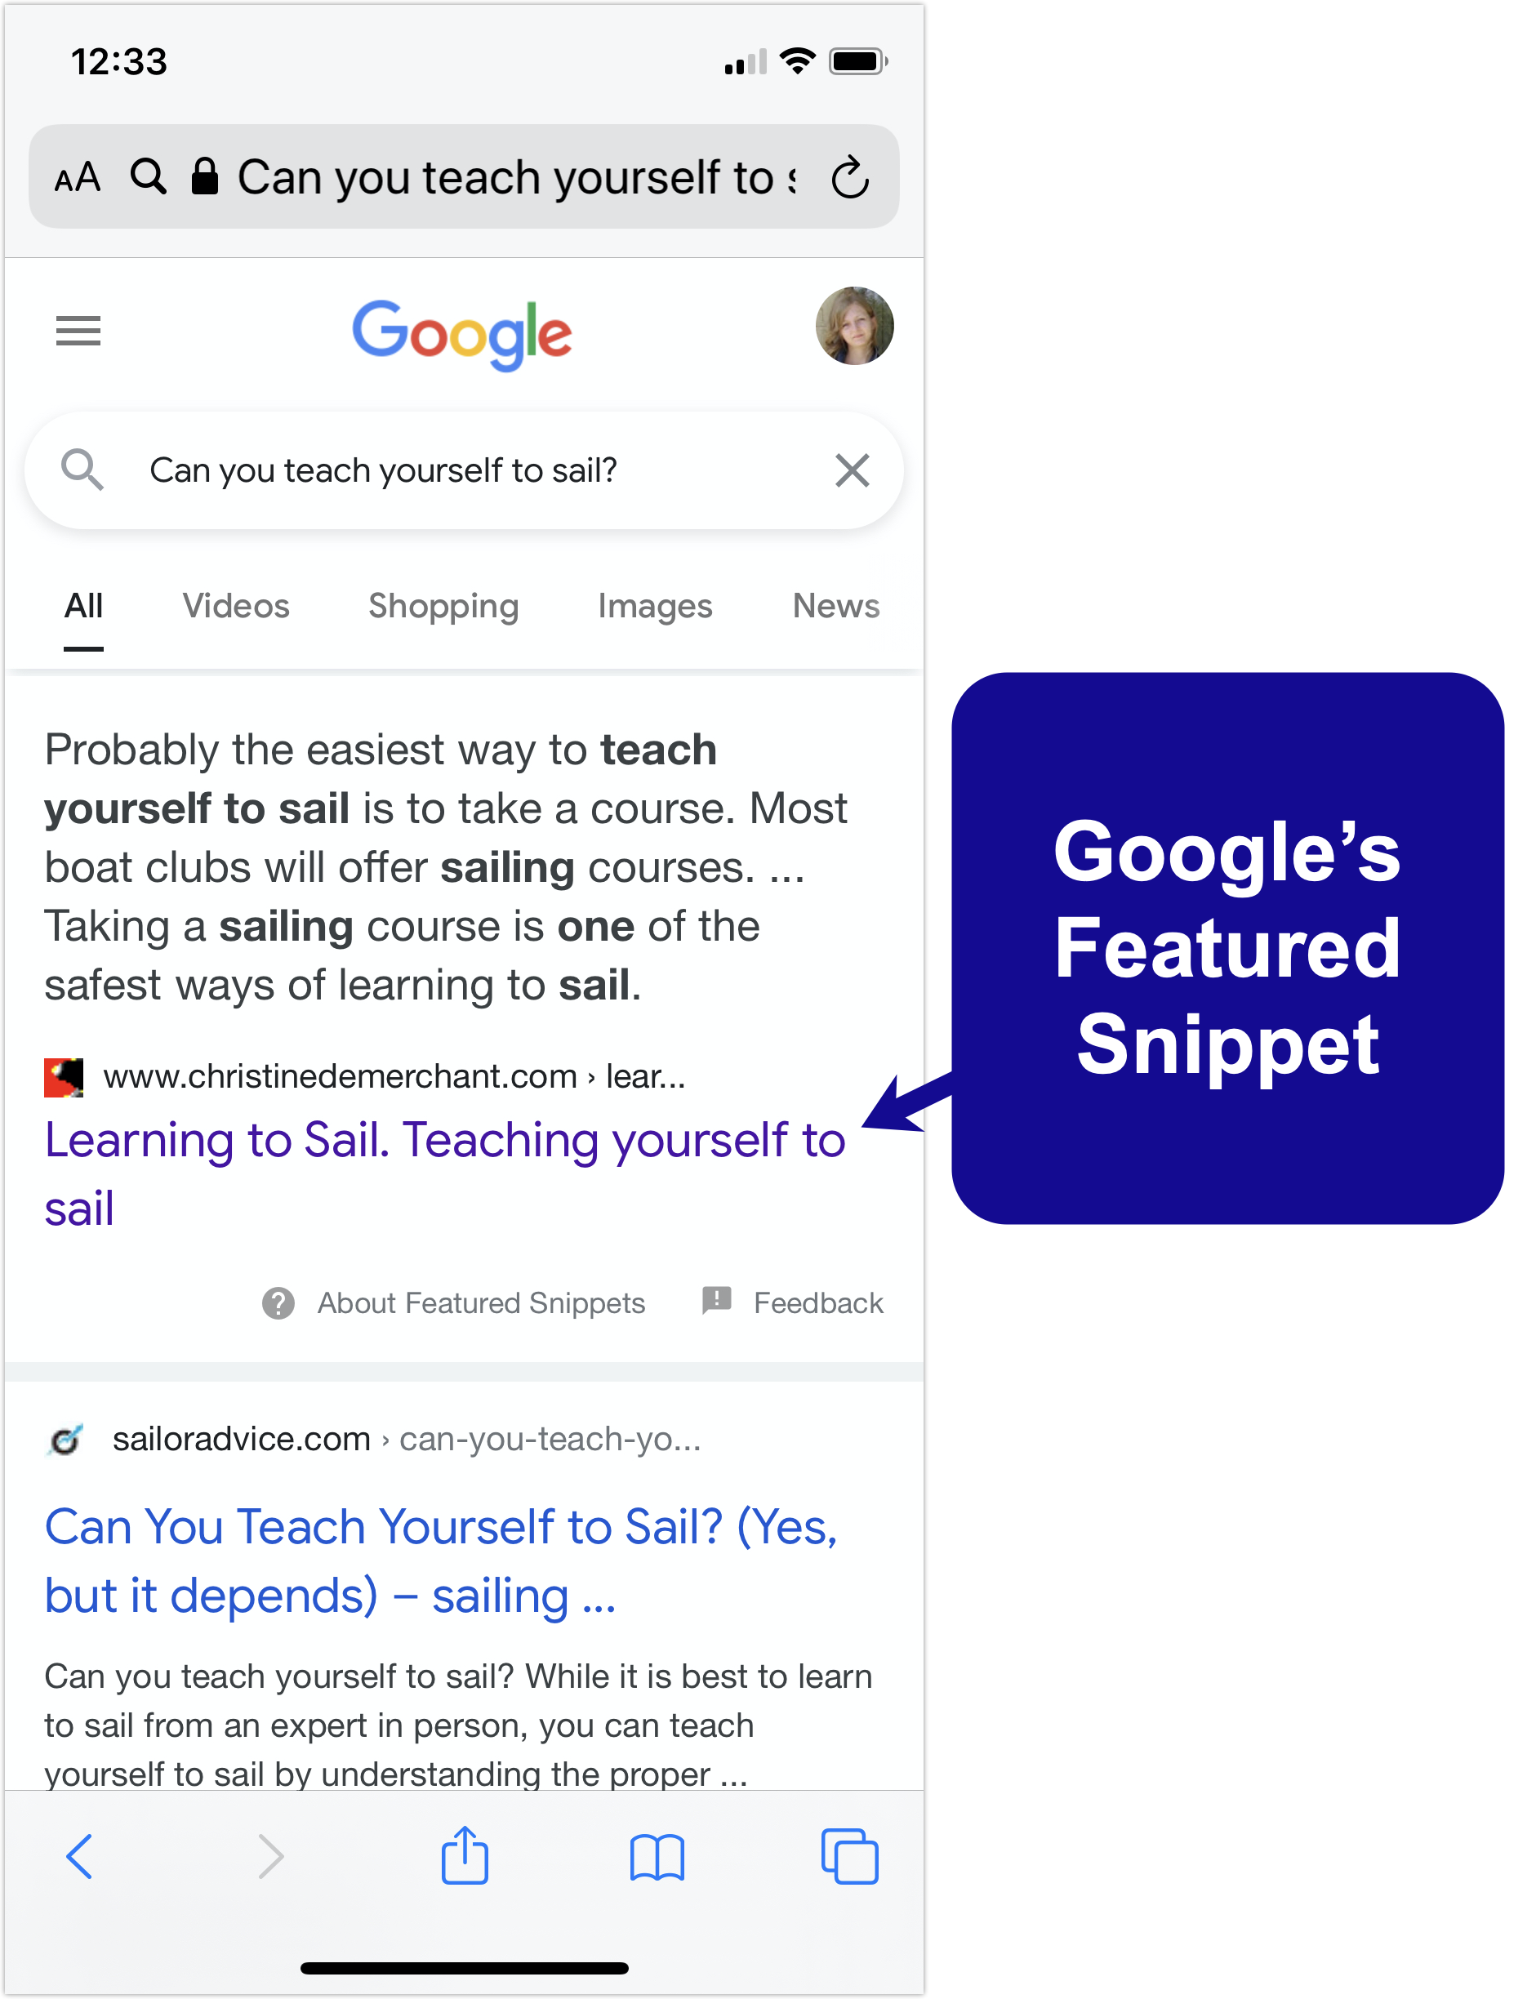 12:33
AA Can you teach yourself to
Google
Can you teach yourself to sail?
All Videos Shopping Images News
Probably the easiest way to teach
yourself to sail is to take a course. Most
boat clubs will offer sailing courses. ...
Taking a sailing course is one of the
safest ways of learning to sail.
www.christinedemerchant.com › lear...
Learning to Sail. Teaching yourself to
sail
About Featured Snippets Feedback
Google's
Featured
Snippet
sailoradvice.com › can-you-teach-yo...
Can You Teach Yourself to Sail? (Yes,
but it depends) – sailing ...
Can you teach yourself to sail? While it is best to learn
to sail from an expert in person, you can teach
yourself to sail by understanding the proper ...